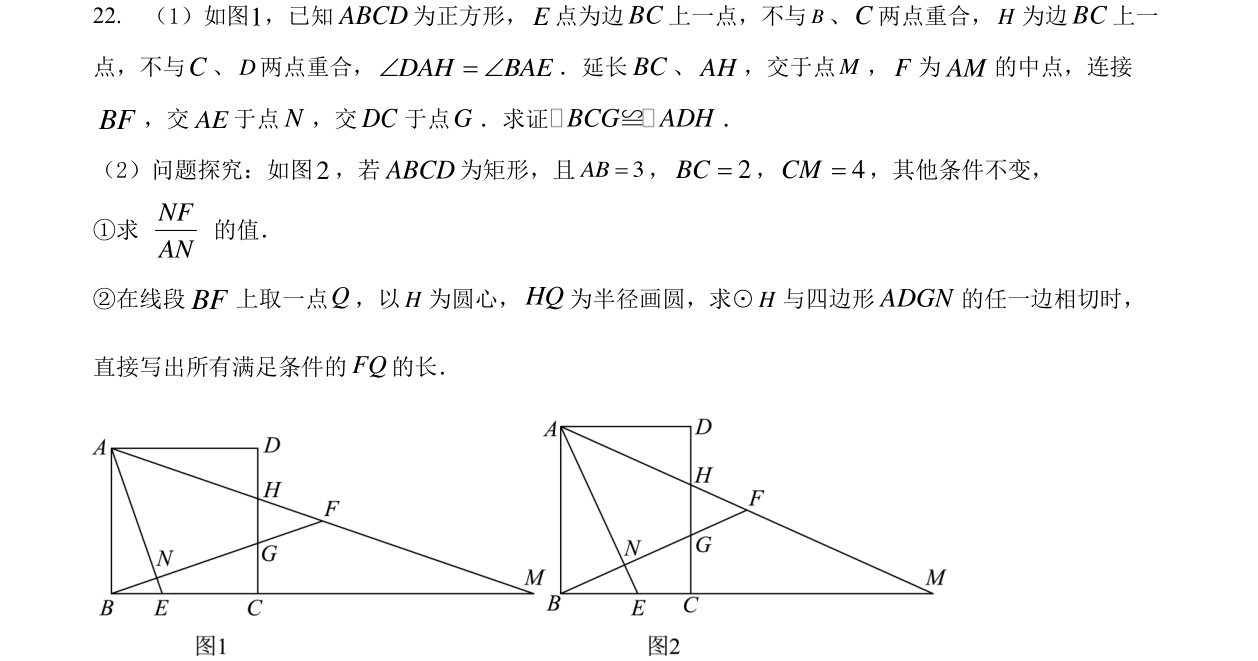 22. （1）如图1，已知ABCD为正方形，E点为边BC上一点，不与B、C两点重合，H为边BC上一
点，不与C、D两点重合，∠DAH=∠BAE．延长BC、AH，交于点M，F为AM的中点，连接
BF，交AE于点N，交DC于点G．求证□BCG≌□ADH．
（2）问题探究：如图2，若ABCD为矩形，且AB=3，BC=2，CM=4，其他条件不变，
①求 NF/AN 的值．
②在线段BF上取一点Q，以H为圆心，HQ为半径画圆，求⊙H与四边形ADGN的任一边相切时，
直接写出所有满足条件的FQ的长．
A D H F N G M B E C
图1
A D H F N G M B E C
图2